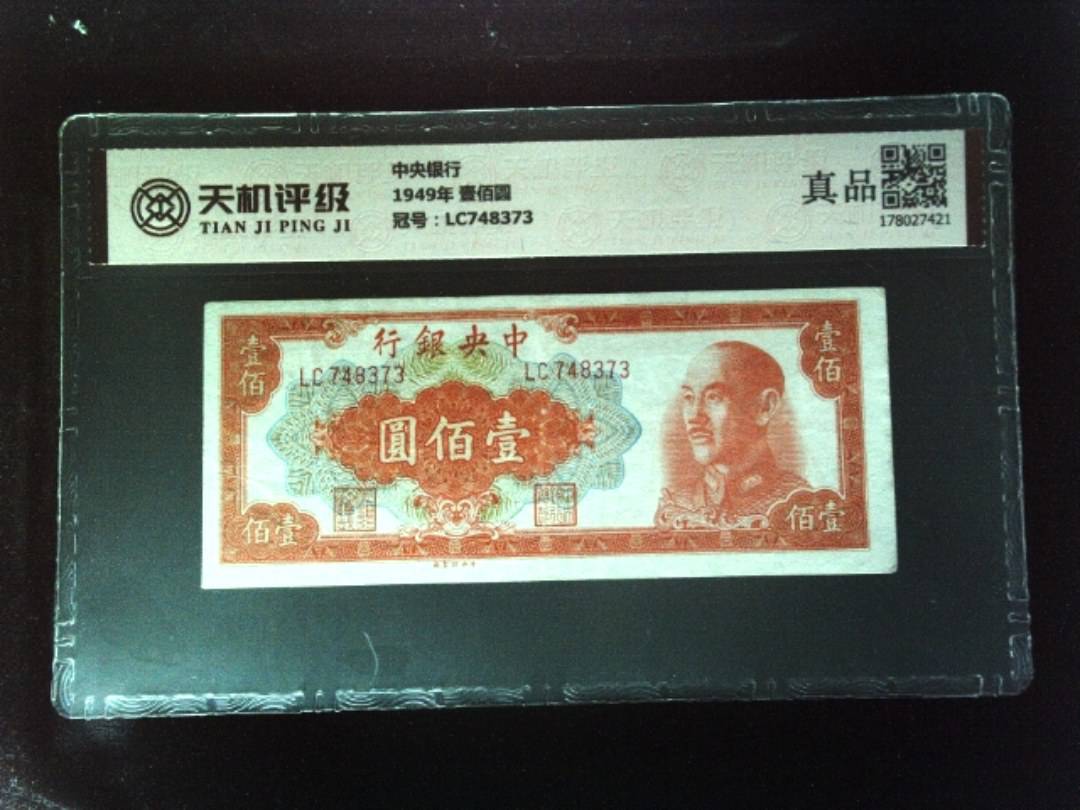 天机评级
TIAN JI PING JI
中央银行
1949年 壹佰圆
冠号：LC748373
真品
178027421
行銀央中
壹佰
壹佰
LC748373
LC748373
圓佰壹
佰壹
佰壹